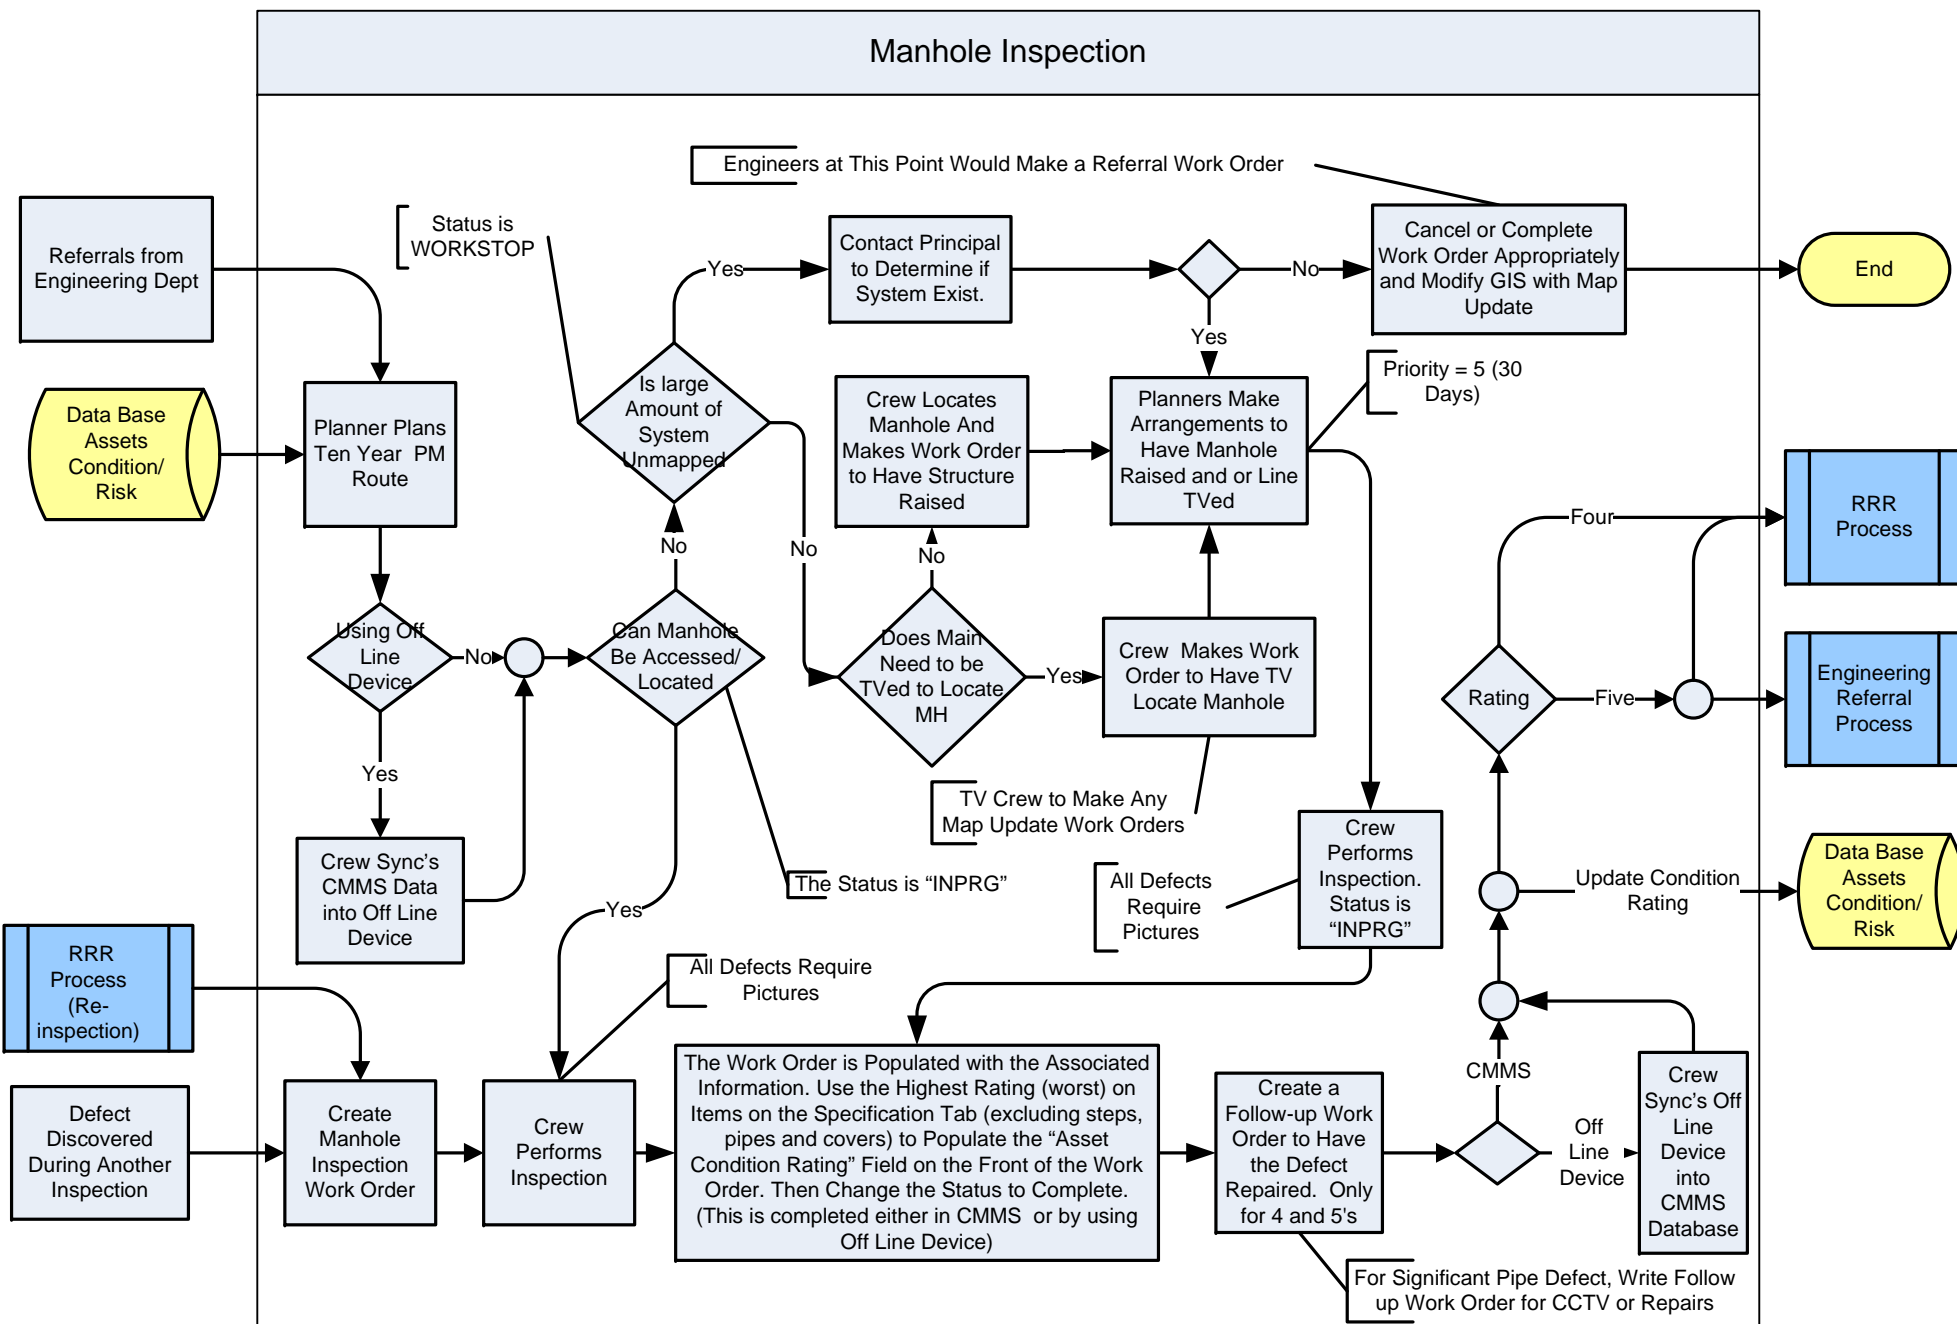 Manhole Inspection
Engineers at This Point Would Make a Referral Work Order
Referrals from
Engineering Dept
Status is
WORKSTOP
Yes
Contact Principal
to Determine if
System Exist.
No
Cancel or Complete
Work Order Appropriately
and Modify GIS with Map
Update
End
Yes
Data Base
Assets
Condition/
Risk
Planner Plans
Ten Year PM
Route
Is large
Amount of
System
Unmapped
Crew Locates
Manhole And
Makes Work Order
to Have Structure
Raised
Planners Make
Arrangements to
Have Manhole
Raised and or Line
TVed
Priority = 5 (30
Days)
No
No
No
Four
RRR
Process
Using Off
Line
Device
No
Can Manhole
Be Accessed/
Located
Does Main
Need to be
TVed to Locate
MH
Yes
Crew Makes Work
Order to Have TV
Locate Manhole
Rating
Five
Engineering
Referral
Process
Yes
TV Crew to Make Any
Map Update Work Orders
Crew Sync's
CMMS Data
into Off Line
Device
The Status is “INPRG”
Yes
All Defects
Require
Pictures
Crew
Performs
Inspection.
Status is
“INPRG”
Update Condition
Rating
Data Base
Assets
Condition/
Risk
RRR
Process
(Re-
inspection)
All Defects Require
Pictures
Defect
Discovered
During Another
Inspection
Create
Manhole
Inspection
Work Order
Crew
Performs
Inspection
The Work Order is Populated with the Associated
Information. Use the Highest Rating (worst) on
Items on the Specification Tab (excluding steps,
pipes and covers) to Populate the “Asset
Condition Rating” Field on the Front of the Work
Order. Then Change the Status to Complete.
(This is completed either in CMMS or by using
Off Line Device)
Create a
Follow-up Work
Order to Have
the Defect
Repaired. Only
for 4 and 5's
CMMS
Off
Line
Device
Crew
Sync's Off
Line
Device
into
CMMS
Database
For Significant Pipe Defect, Write Follow
up Work Order for CCTV or Repairs